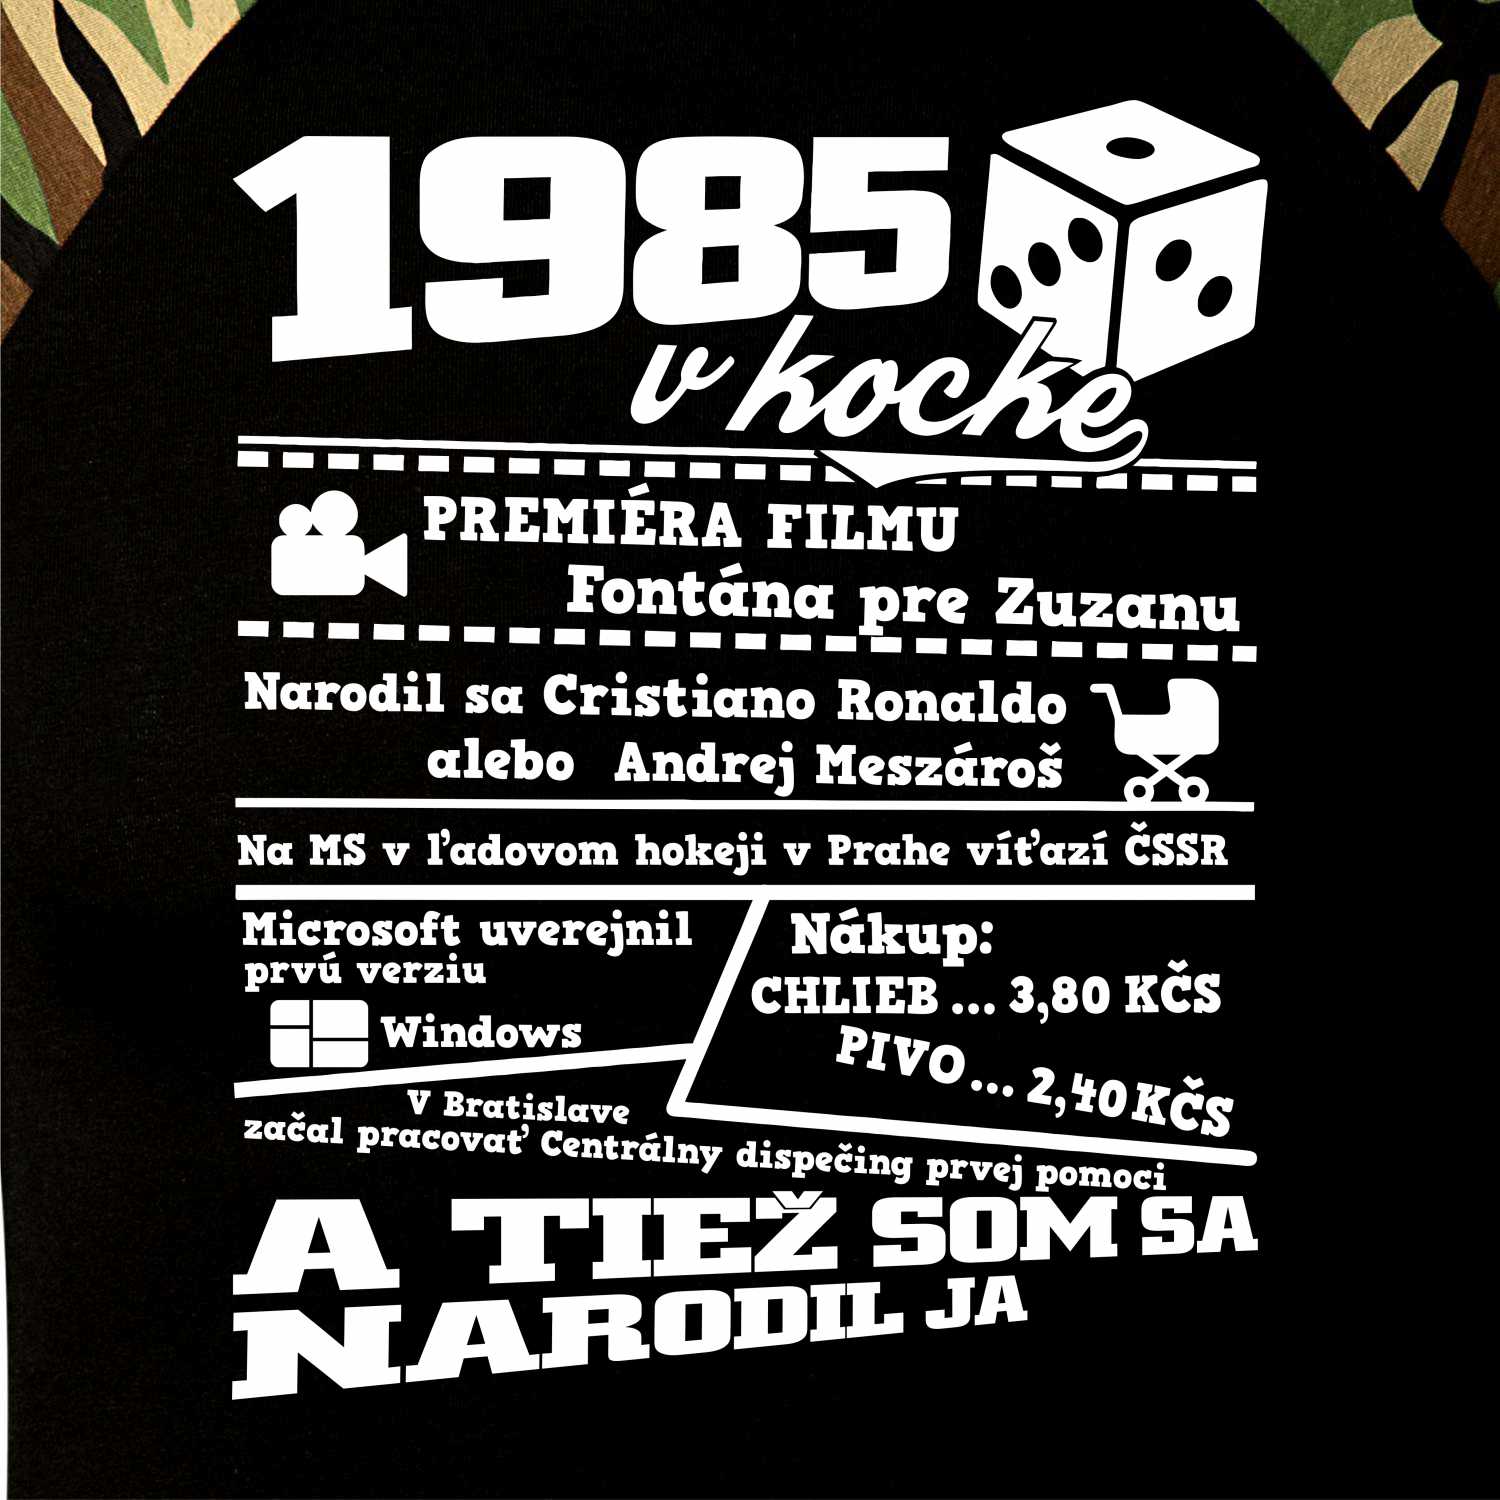 1985
v kocke
PREMIÉRA FILMU
Fontána pre Zuzanu
Narodil sa Cristiano Ronaldo
alebo Andrej Meszároš
Na MS v ľadovom hokeji v Prahe víťazí ČSSR
Microsoft uverejnil
prvú verziu
Windows
Nákup:
CHLIEB ... 3,80 KČS
PIVO ... 2,40 KČS
V Bratislave
začal pracovať Centrálny dispečing prvej pomoci
A TIEŽ SOM SA
NARODIL JA